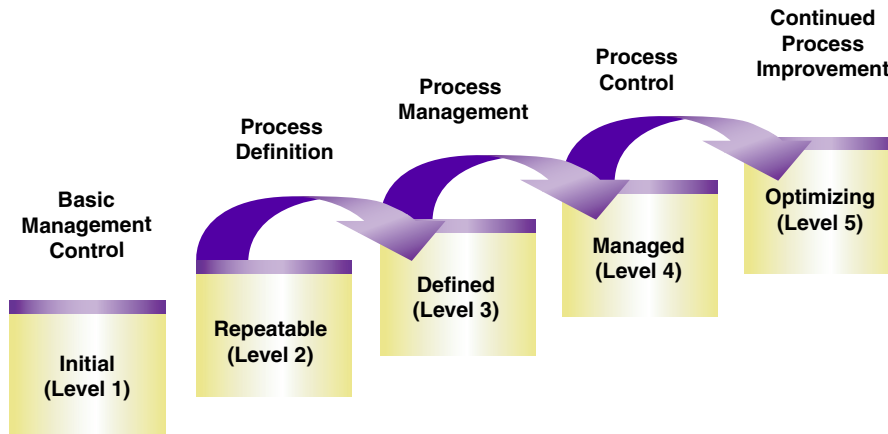 Basic
Management
Control
Initial
(Level 1)
Process
Definition
Repeatable
(Level 2)
Process
Management
Defined
(Level 3)
Process
Control
Managed
(Level 4)
Continued
Process
Improvement
Optimizing
(Level 5)